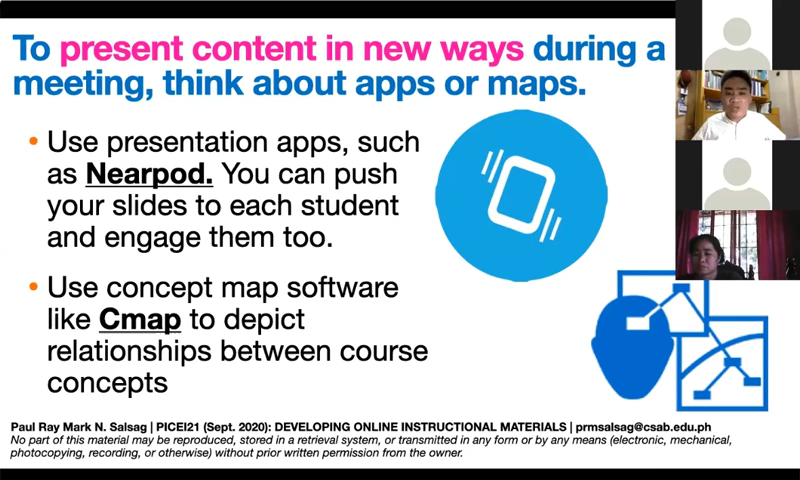 To present content in new ways during a
meeting, think about apps or maps.
• Use presentation apps, such
as Nearpod. You can push
your slides to each student
and engage them too.
• Use concept map software
like Cmap to depict
relationships between course
concepts
Paul Ray Mark N. Salsag | PICEI21 (Sept. 2020): DEVELOPING ONLINE INSTRUCTIONAL MATERIALS | prmsalsag@csab.edu.ph
No part of this material may be reproduced, stored in a retrieval system, or transmitted in any form or by any means (electronic, mechanical,
photocopying, recording, or otherwise) without prior written permission from the owner.